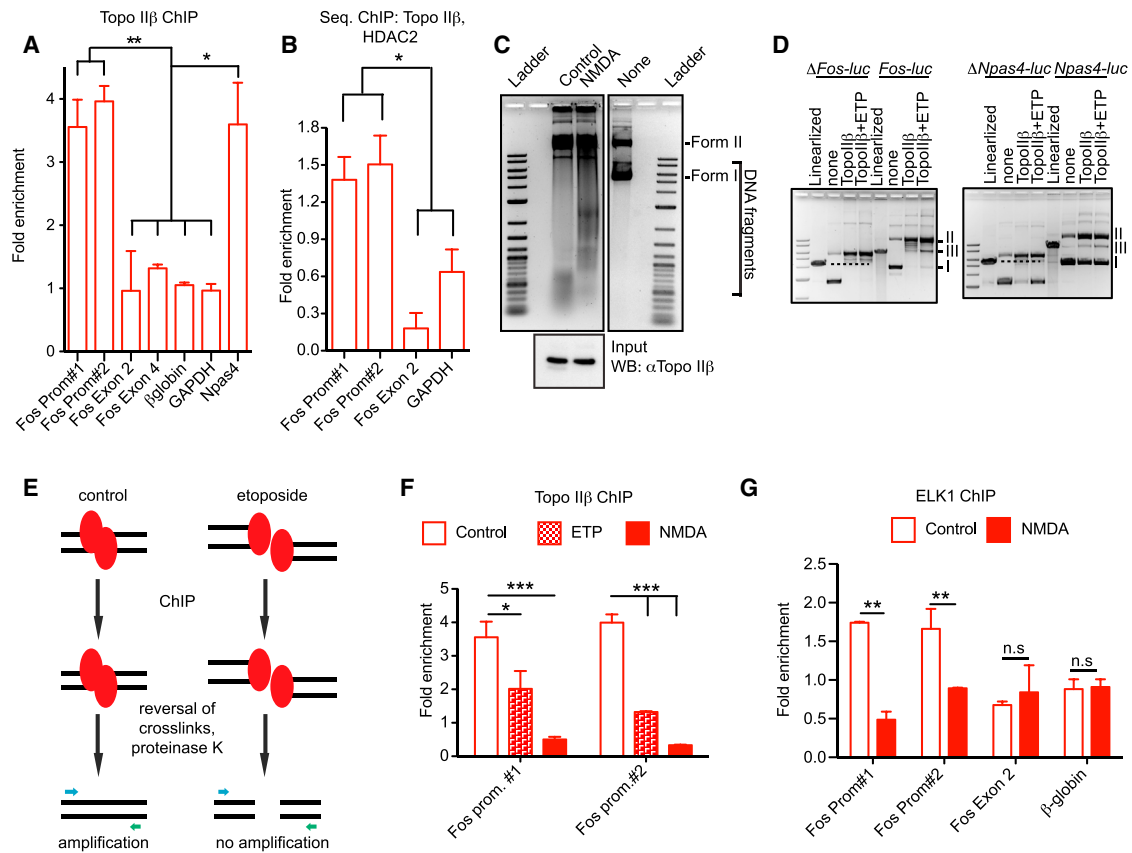 A
Topo IIβ ChIP
**
*
Fold enrichment
4
3
2
1
0
Fos Prom#1
Fos Prom#2
Fos Exon 2
Fos Exon 4
βglobin
GAPDH
Npas4
B
Seq. ChIP: Topo IIβ,
HDAC2
*
Fold enrichment
1.8
1.5
1.2
0.9
0.6
0.3
0.0
Fos Prom#1
Fos Prom#2
Fos Exon 2
GAPDH
C
Ladder
Control
NMDA
None
Ladder
Form II
Form I
DNA fragments
Input
WB: αTopo IIβ
D
ΔFos-luc
Fos-luc
Linearized
none
TopoIIβ
TopoIIβ+ETP
Linearized
none
TopoIIβ
TopoIIβ+ETP
II
III
I
ΔNpas4-luc
Npas4-luc
Linearized
none
TopoIIβ
TopoIIβ+ETP
Linearized
none
TopoIIβ
TopoIIβ+ETP
II
III
I
E
control
etoposide
ChIP
reversal of
crosslinks,
proteinase K
amplification
no amplification
F
Topo IIβ ChIP
Control
ETP
NMDA
***
*
***
Fold enrichment
5
4
3
2
1
0
Fos prom. #1
Fos prom.#2
G
ELK1 ChIP
Control
NMDA
**
**
n.s
n.s
Fold enrichment
2.5
2.0
1.5
1.0
0.5
0.0
Fos Prom#1
Fos Prom#2
Fos Exon 2
β-globin